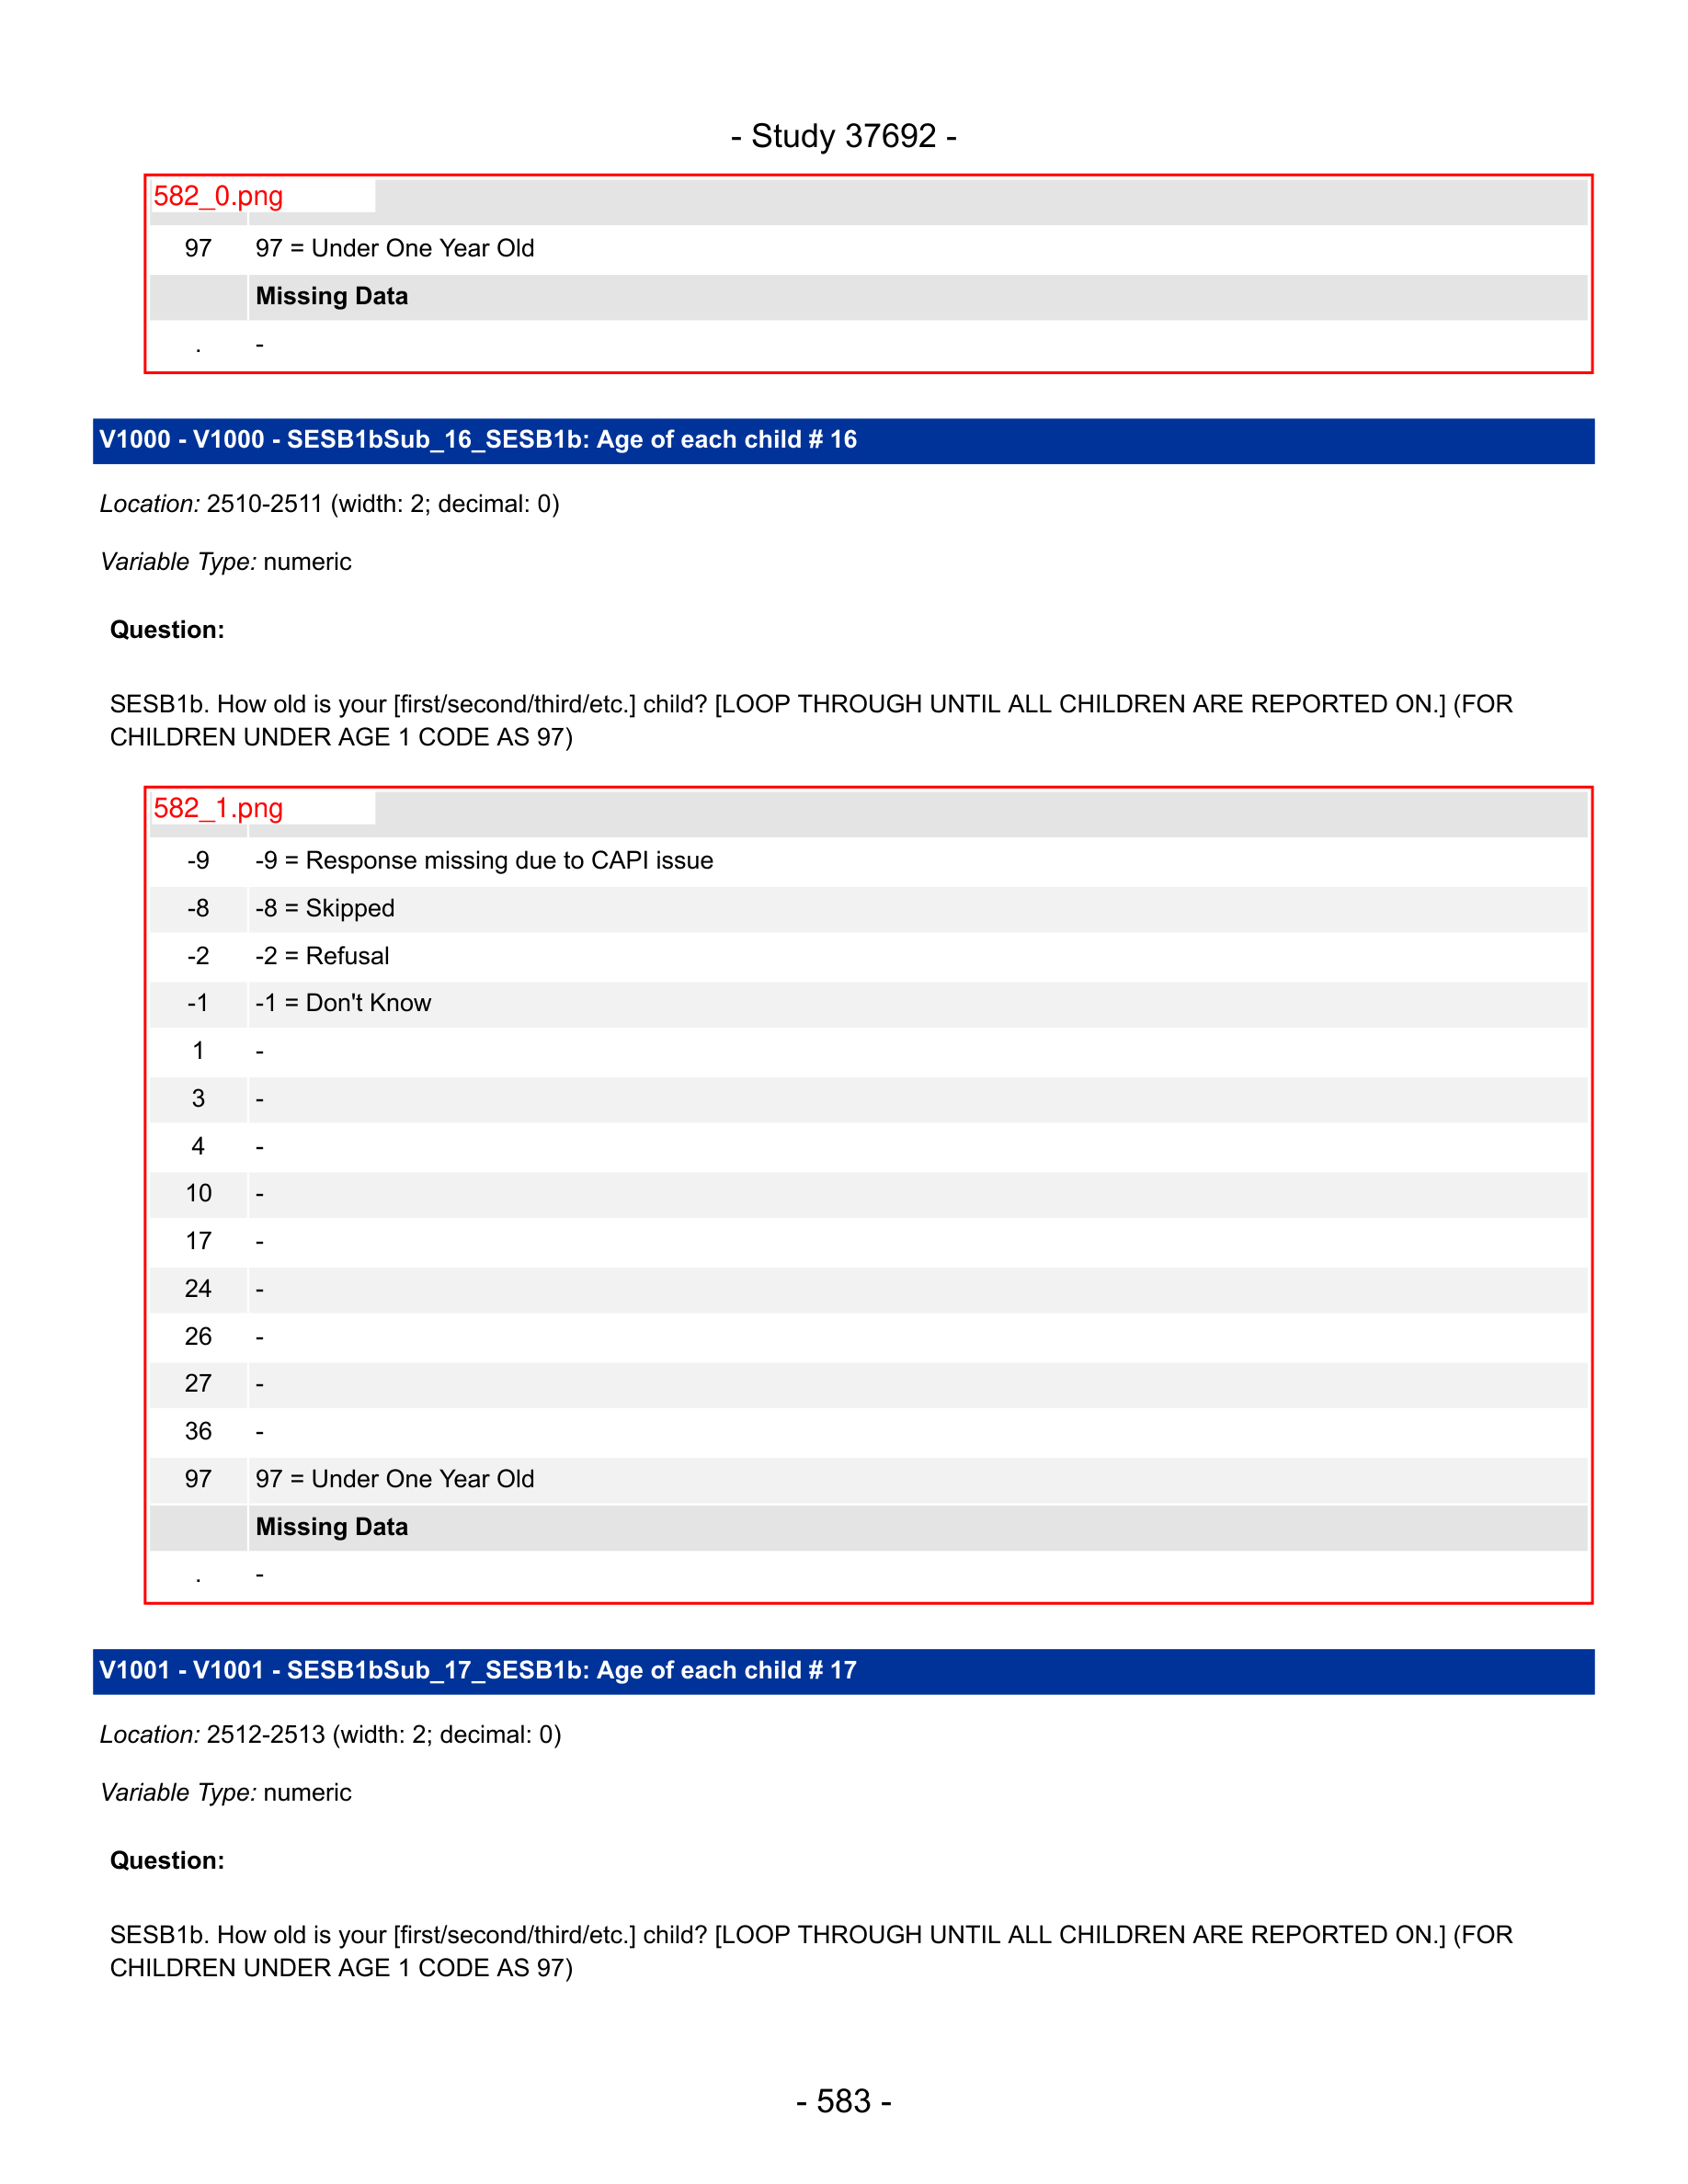 - Study 37692 -
582_0.png
97 97 = Under One Year Old
Missing Data
. -
V1000 - V1000 - SESB1bSub_16_SESB1b: Age of each child # 16
Location: 2510-2511 (width: 2; decimal: 0)
Variable Type: numeric
Question:
SESB1b. How old is your [first/second/third/etc.] child? [LOOP THROUGH UNTIL ALL CHILDREN ARE REPORTED ON.] (FOR
CHILDREN UNDER AGE 1 CODE AS 97)
582_1.png
-9 -9 = Response missing due to CAPI issue
-8 -8 = Skipped
-2 -2 = Refusal
-1 -1 = Don't Know
1 -
3 -
4 -
10 -
17 -
24 -
26 -
27 -
36 -
97 97 = Under One Year Old
Missing Data
. -
V1001 - V1001 - SESB1bSub_17_SESB1b: Age of each child # 17
Location: 2512-2513 (width: 2; decimal: 0)
Variable Type: numeric
Question:
SESB1b. How old is your [first/second/third/etc.] child? [LOOP THROUGH UNTIL ALL CHILDREN ARE REPORTED ON.] (FOR
CHILDREN UNDER AGE 1 CODE AS 97)
- 583 -